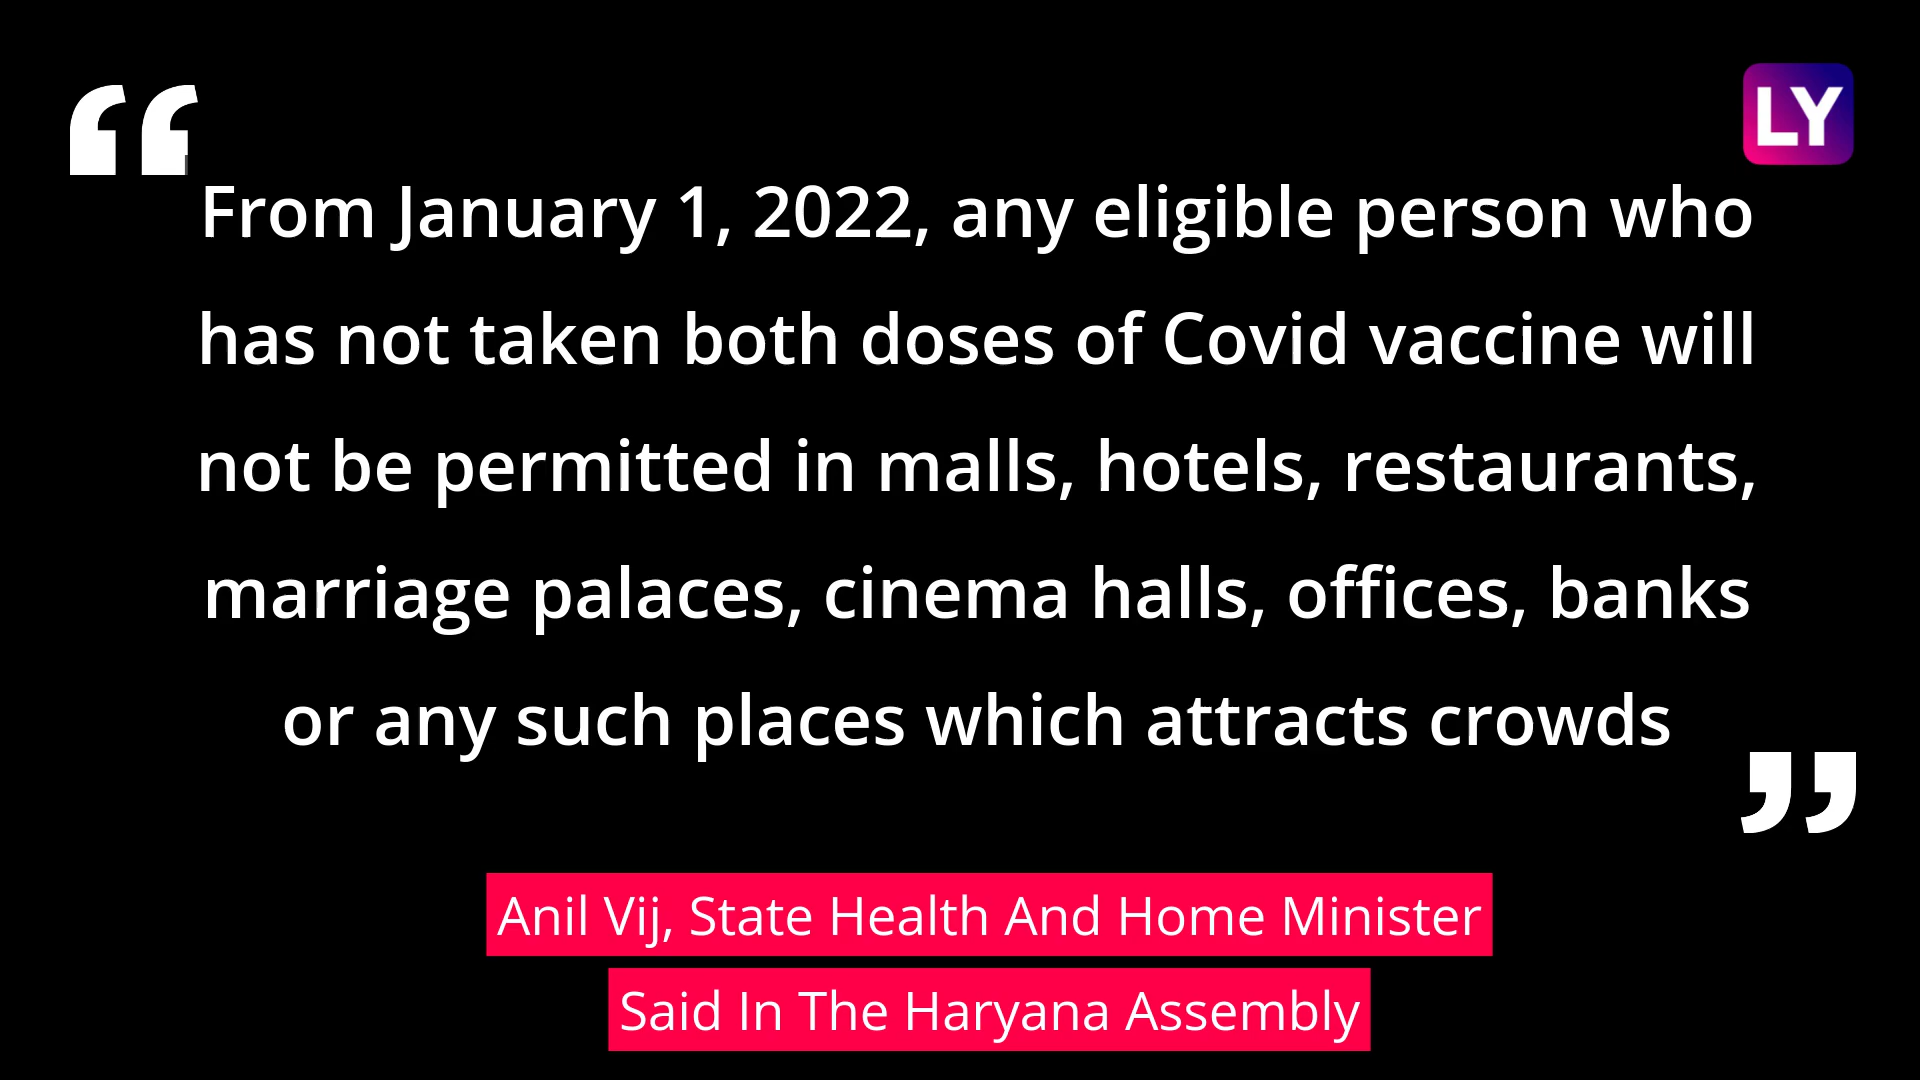 “
LY
From January 1, 2022, any eligible person who
has not taken both doses of Covid vaccine will
not be permitted in malls, hotels, restaurants,
marriage palaces, cinema halls, offices, banks
or any such places which attracts crowds
”
Anil Vij, State Health And Home Minister
Said In The Haryana Assembly